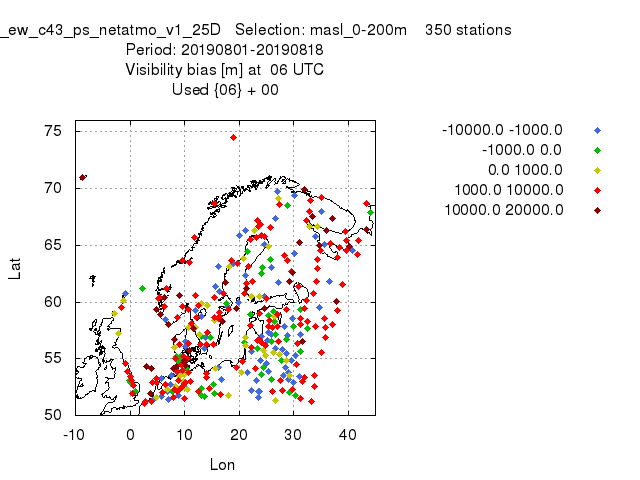 _ew_c43_ps_netatmo_v1_25D Selection: masl_0-200m 350 stations
Period: 20190801-20190818
Visibility bias [m] at 06 UTC
Used {06} + 00
-10000.0 -1000.0
-1000.0 0.0
0.0 1000.0
1000.0 10000.0
10000.0 20000.0
75
70
65
60
55
50
Lat
-10 0 10 20 30 40
Lon